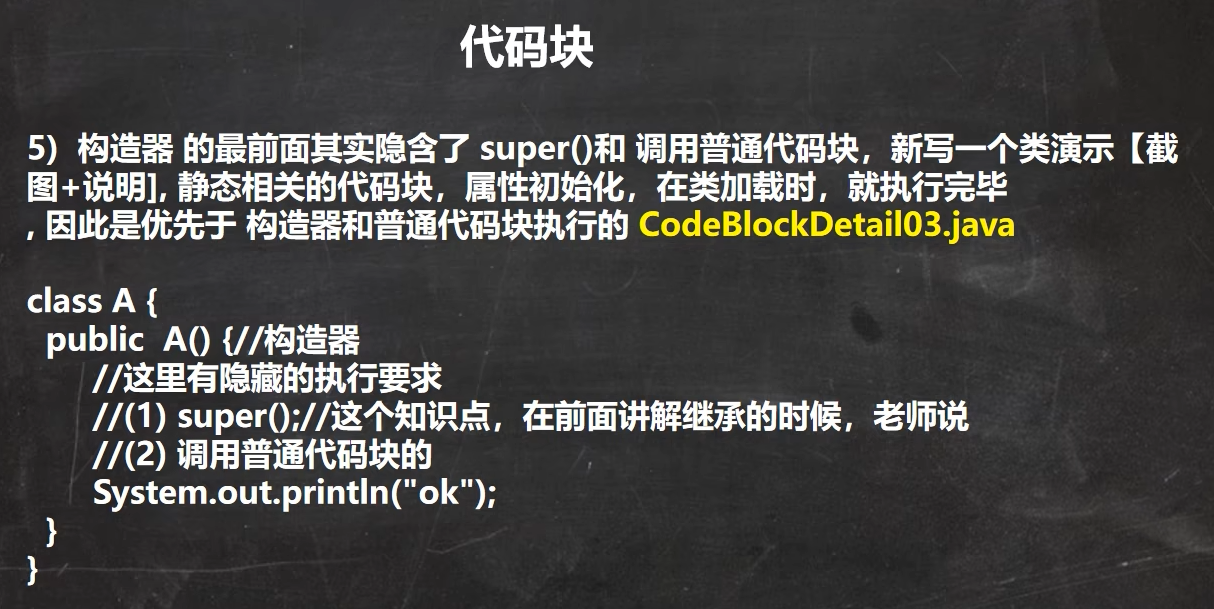 代码块
5)  构造器 的最前面其实隐含了 super()和 调用普通代码块，新写一个类演示【截
图+说明], 静态相关的代码块，属性初始化，在类加载时，就执行完毕
, 因此是优先于 构造器和普通代码块执行的 CodeBlockDetail03.java
class A {
public  A() {//构造器
//这里有隐藏的执行要求
//(1) super();//这个知识点，在前面讲解继承的时候，老师说
//(2) 调用普通代码块的
System.out.println("ok");
}
}